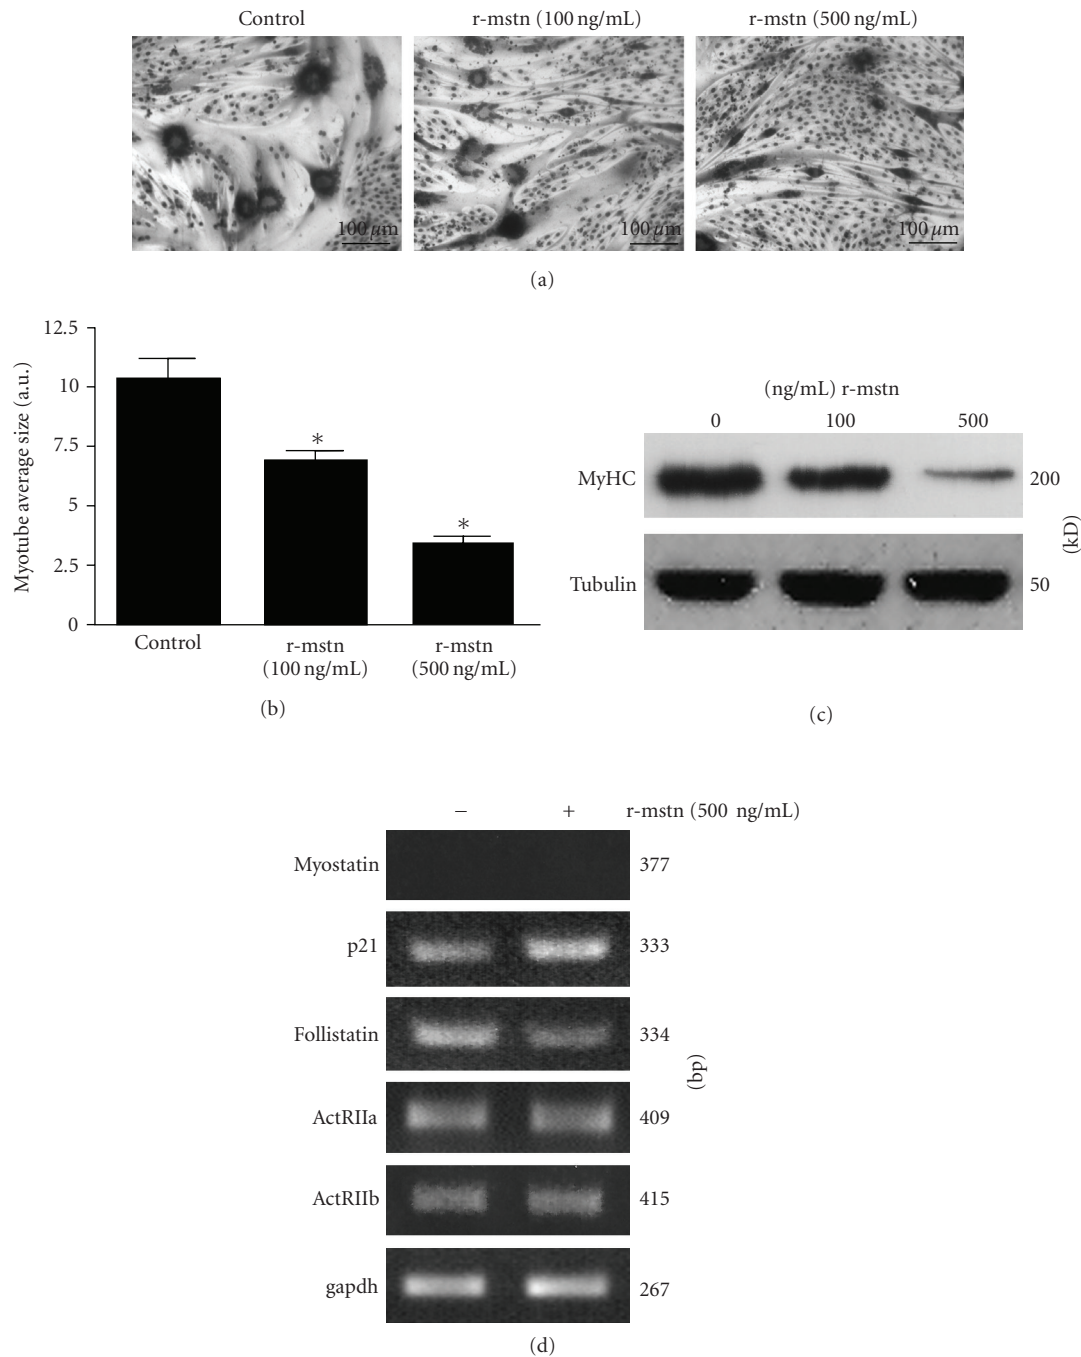 Control r-mstn (100 ng/mL) r-mstn (500 ng/mL)
100 µm 100 µm 100 µm
(a)
Myotube average size (a.u.)
12.5
10
7.5
5
2.5
0
* *
Control r-mstn (100 ng/mL) r-mstn (500 ng/mL)
(b)
(ng/mL) r-mstn
0 100 500
MyHC 200
Tubulin 50
(kD)
(c)
− + r-mstn (500 ng/mL)
Myostatin 377
p21 333
Follistatin 334
ActRIIa 409
ActRIIb 415
gapdh 267
(bp)
(d)